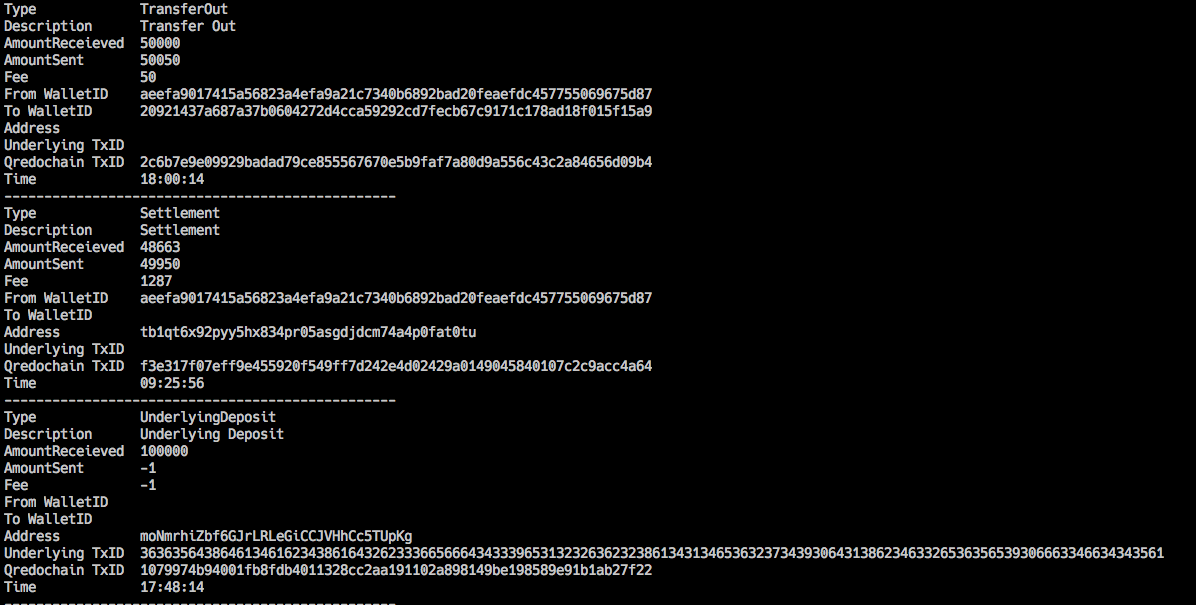 Type TransferOut
Description Transfer Out
AmountReceieved 50000
AmountSent 50050
Fee 50
From WalletID aeefa9017415a56823a4efa9a21c7340b6892bad20feaefdc457755069675d87
To WalletID 20921437a687a37b0604272d4cca59292cd7fecb67c9171c178ad18f015f15a9
Address
Underlying TxID
Qredochain TxID 2c6b7e9e09929badad79ce855567670e5b9faf7a80d9a556c43c2a84656d09b4
Time 18:00:14
-------------------------------------------------
Type Settlement
Description Settlement
AmountReceieved 48663
AmountSent 49950
Fee 1287
From WalletID aeefa9017415a56823a4efa9a21c7340b6892bad20feaefdc457755069675d87
To WalletID
Address tb1qt6x92pyy5hx834pr05asgdjdcm74a4p0fat0tu
Underlying TxID
Qredochain TxID f3e317f07eff9e455920f549ff7d242e4d02429a0149045840107c2c9acc4a64
Time 09:25:56
-------------------------------------------------
Type UnderlyingDeposit
Description Underlying Deposit
AmountReceieved 100000
AmountSent -1
Fee -1
From WalletID
To WalletID
Address moNmrhiZbf6GJrLRLeGiCCJVHhCc5TUpKg
Underlying TxID 36363564386461346162343861643262333665666434333965313232636232386134313465363237343930643138623463326536356539306663346634343561
Qredochain TxID 1079974b94001fb8fdb4011328cc2aa191102a898149be198589e91b1ab27f22
Time 17:48:14
-------------------------------------------------